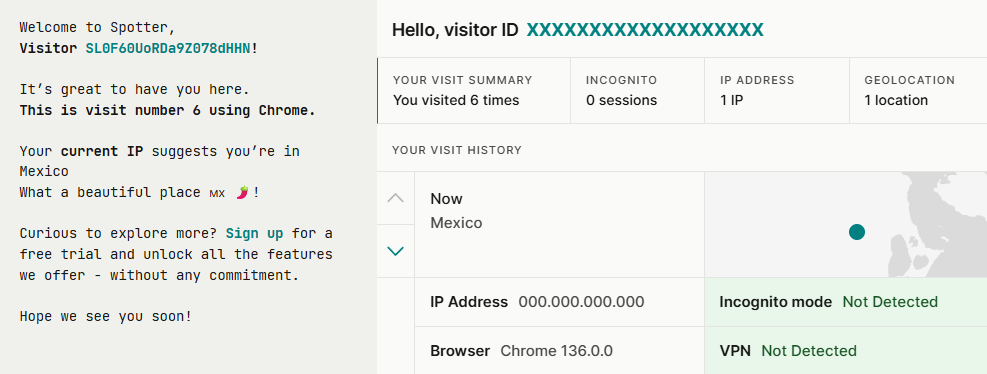 Welcome to Spotter,
Visitor SL0F60UoRDa9Z078dHHN!
It’s great to have you here.
This is visit number 6 using Chrome.
Your current IP suggests you’re in
Mexico
What a beautiful place MX 🌶️!
Curious to explore more? Sign up for a
free trial and unlock all the features
we offer - without any commitment.
Hope we see you soon!
Hello, visitor ID XXXXXXXXXXXXXXXXXXX
YOUR VISIT SUMMARY
You visited 6 times
INCOGNITO
0 sessions
IP ADDRESS
1 IP
GEOLOCATION
1 location
YOUR VISIT HISTORY
Now
Mexico
IP Address 000.000.000.000
Incognito mode Not Detected
Browser Chrome 136.0.0
VPN Not Detected